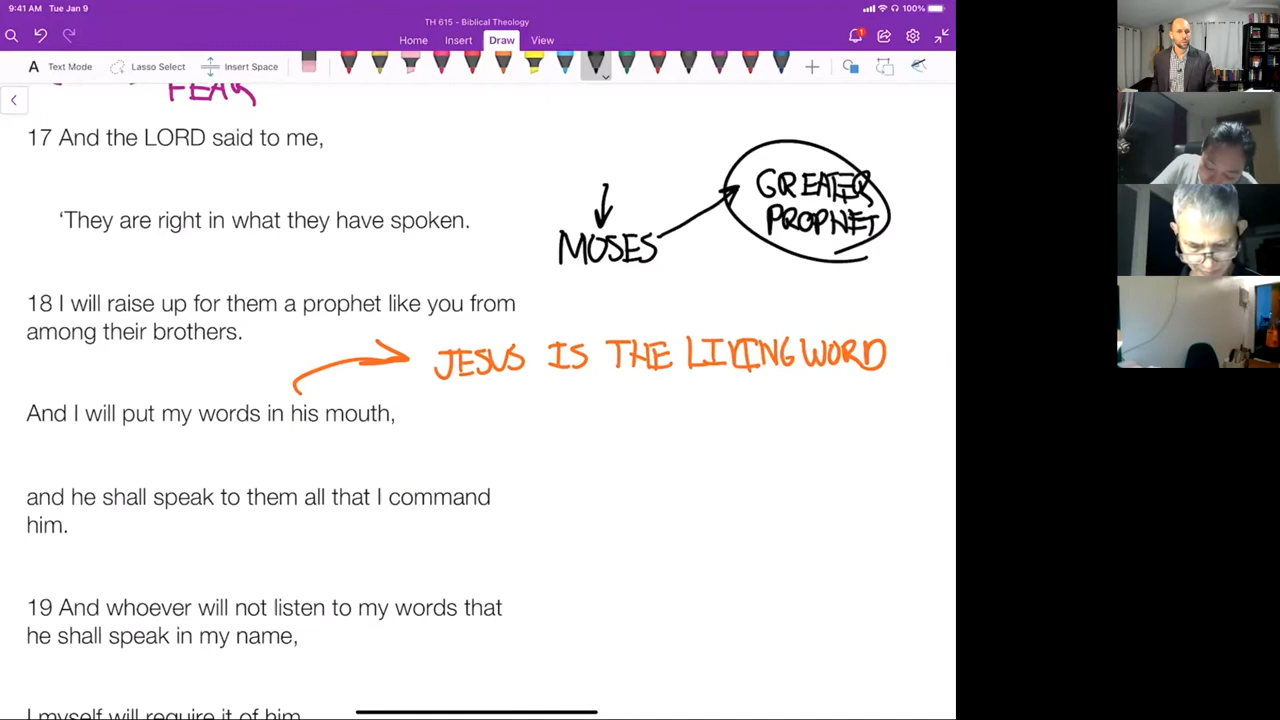 9:41 AM Tue Jan 9
100%
TH 615 - Biblical Theology
Home Insert Draw View
1
A Text Mode Lasso Select Insert Space
FEAR
17 And the LORD said to me,
GREATER
PROPHET
‘They are right in what they have spoken.
MOSES
18 I will raise up for them a prophet like you from
among their brothers.
JESUS IS THE LIVING WORD
And I will put my words in his mouth,
and he shall speak to them all that I command
him.
19 And whoever will not listen to my words that
he shall speak in my name,
I myself will require it of him.